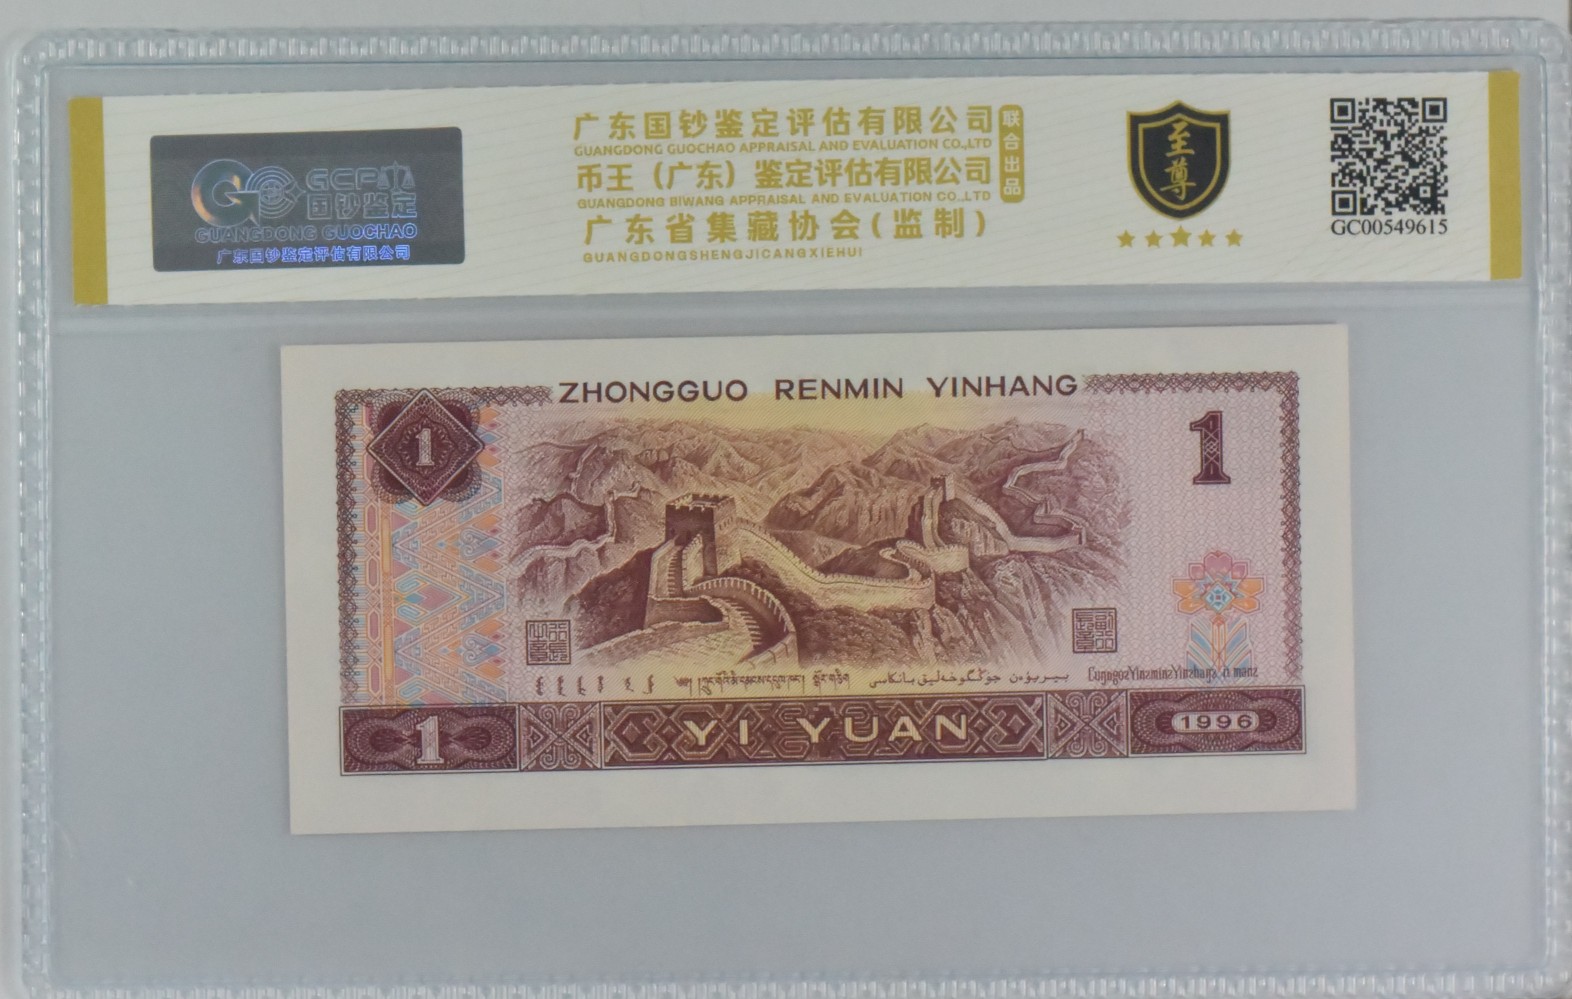 GCPA
国钞鉴定
GUANGDONG GUOCHAO
广东国钞鉴定评估有限公司
广东国钞鉴定评估有限公司
GUANGDONG GUOCHAO APPRAISAL AND EVALUATION CO.,LTD
币王（广东）鉴定评估有限公司
GUANGDONG BIWANG APPRAISAL AND EVALUATION CO.,LTD
广东省集藏协会(监制)
GUANGDONGSHENGJICANGXIEHUI
联合出品
至尊
GC00549615
ZHONGGUO RENMIN YINHANG
1
1
1
YI YUAN
1996